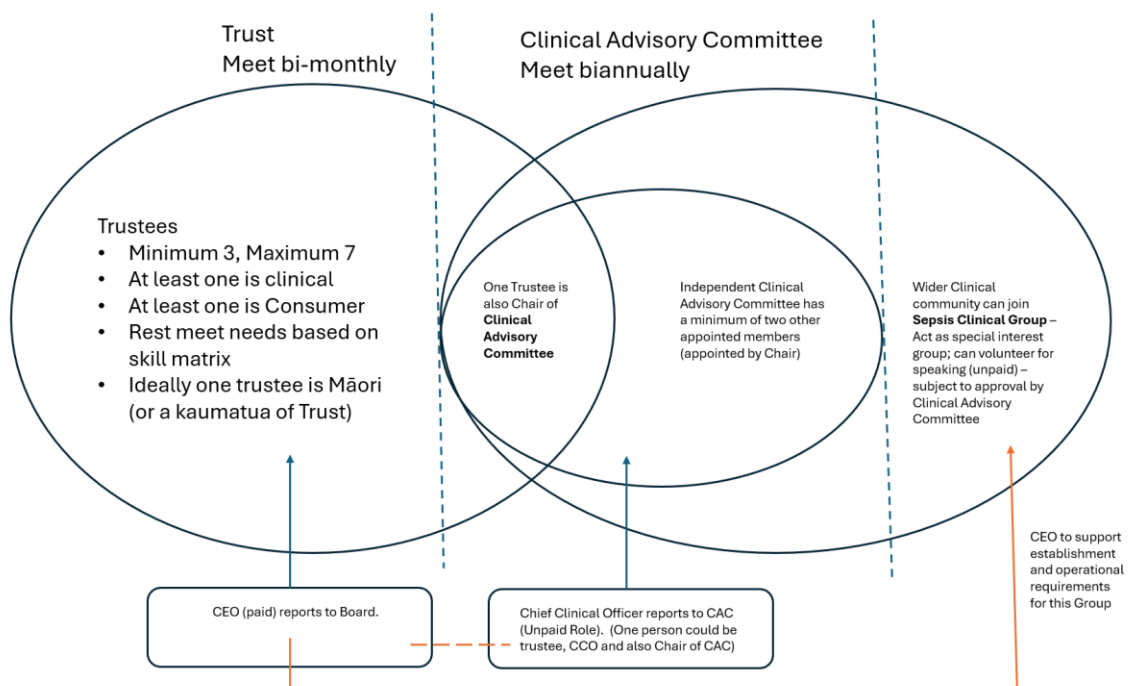 Trust
Meet bi-monthly
Clinical Advisory Committee
Meet biannually
Trustees
• Minimum 3, Maximum 7
• At least one is clinical
• At least one is Consumer
• Rest meet needs based on
skill matrix
• Ideally one trustee is Māori
(or a kaumatua of Trust)
One Trustee is
also Chair of
Clinical
Advisory
Committee
Independent Clinical
Advisory Committee has
a minimum of two other
appointed members
(appointed by Chair)
Wider Clinical
community can join
Sepsis Clinical Group –
Act as special interest
group; can volunteer for
speaking (unpaid) –
subject to approval by
Clinical Advisory
Committee
CEO to support
establishment
and operational
requirements
for this Group
CEO (paid) reports to Board.
Chief Clinical Officer reports to CAC
(Unpaid Role). (One person could be
trustee, CCO and also Chair of CAC)